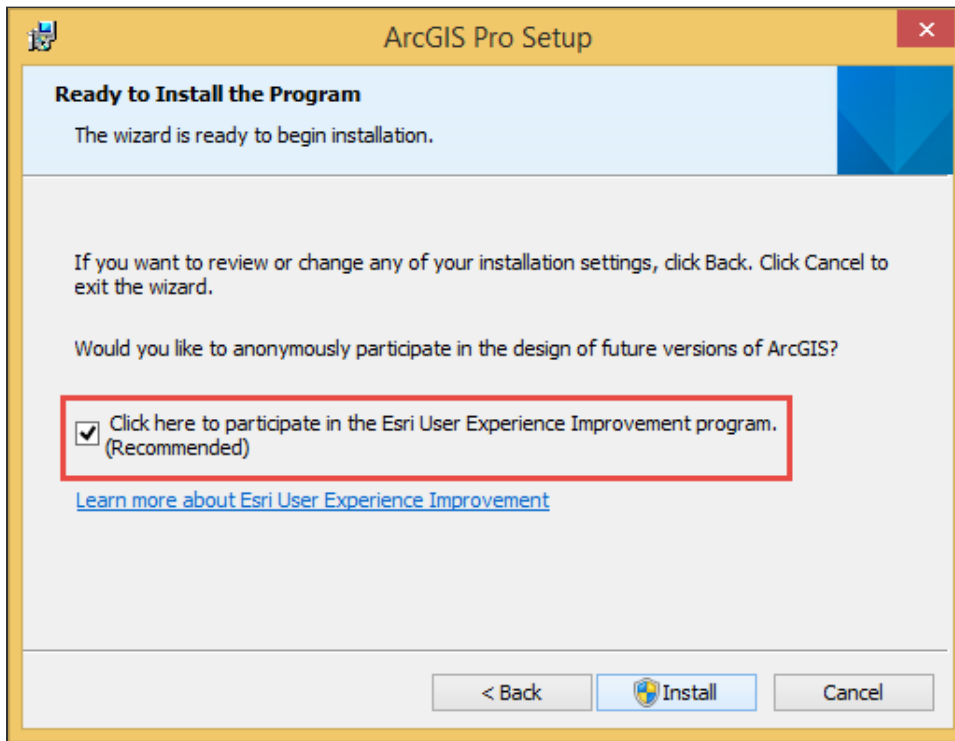 ArcGIS Pro Setup
Ready to Install the Program
The wizard is ready to begin installation.
If you want to review or change any of your installation settings, click Back. Click Cancel to
exit the wizard.
Would you like to anonymously participate in the design of future versions of ArcGIS?
Click here to participate in the Esri User Experience Improvement program.
(Recommended)
Learn more about Esri User Experience Improvement
< Back Install Cancel